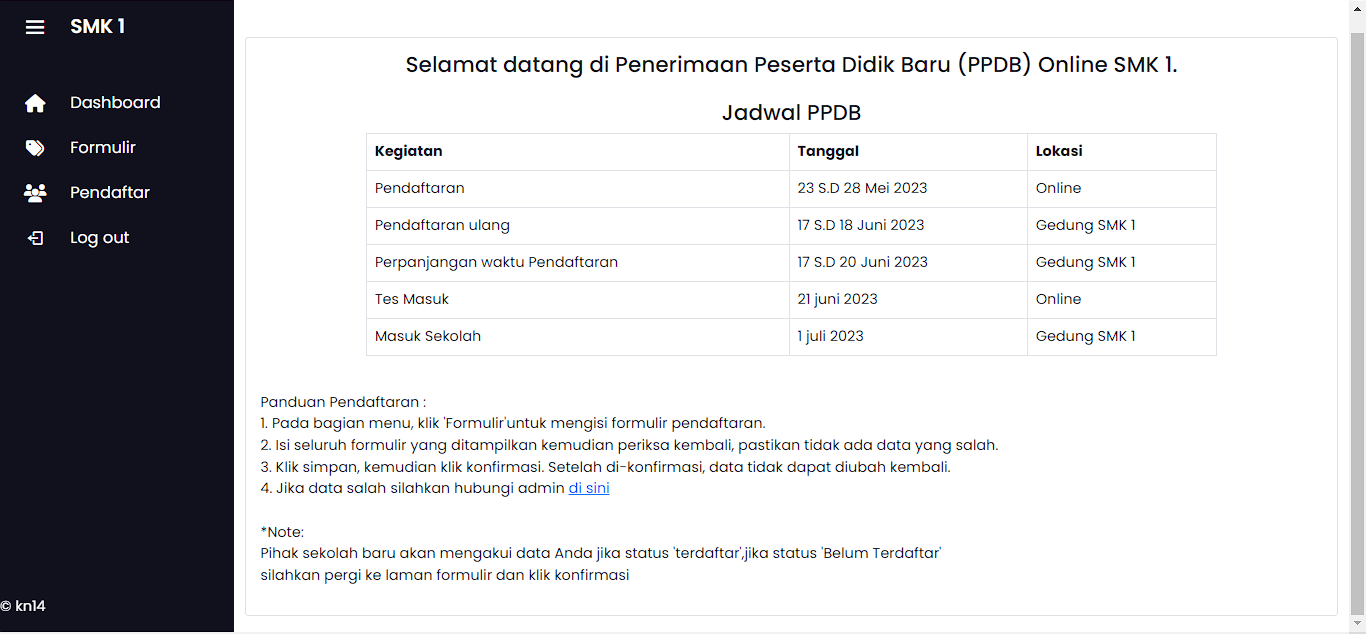 SMK 1
Dashboard
Formulir
Pendaftar
Log out
© kn14
Selamat datang di Penerimaan Peserta Didik Baru (PPDB) Online SMK 1.
Jadwal PPDB
Kegiatan Tanggal Lokasi
Pendaftaran 23 S.D 28 Mei 2023 Online
Pendaftaran ulang 17 S.D 18 Juni 2023 Gedung SMK 1
Perpanjangan waktu Pendaftaran 17 S.D 20 Juni 2023 Gedung SMK 1
Tes Masuk 21 juni 2023 Online
Masuk Sekolah 1 juli 2023 Gedung SMK 1
Panduan Pendaftaran :
1. Pada bagian menu, klik 'Formulir'untuk mengisi formulir pendaftaran.
2. Isi seluruh formulir yang ditampilkan kemudian periksa kembali, pastikan tidak ada data yang salah.
3. Klik simpan, kemudian klik konfirmasi. Setelah di-konfirmasi, data tidak dapat diubah kembali.
4. Jika data salah silahkan hubungi admin di sini
*Note:
Pihak sekolah baru akan mengakui data Anda jika status 'terdaftar',jika status 'Belum Terdaftar'
silahkan pergi ke laman formulir dan klik konfirmasi